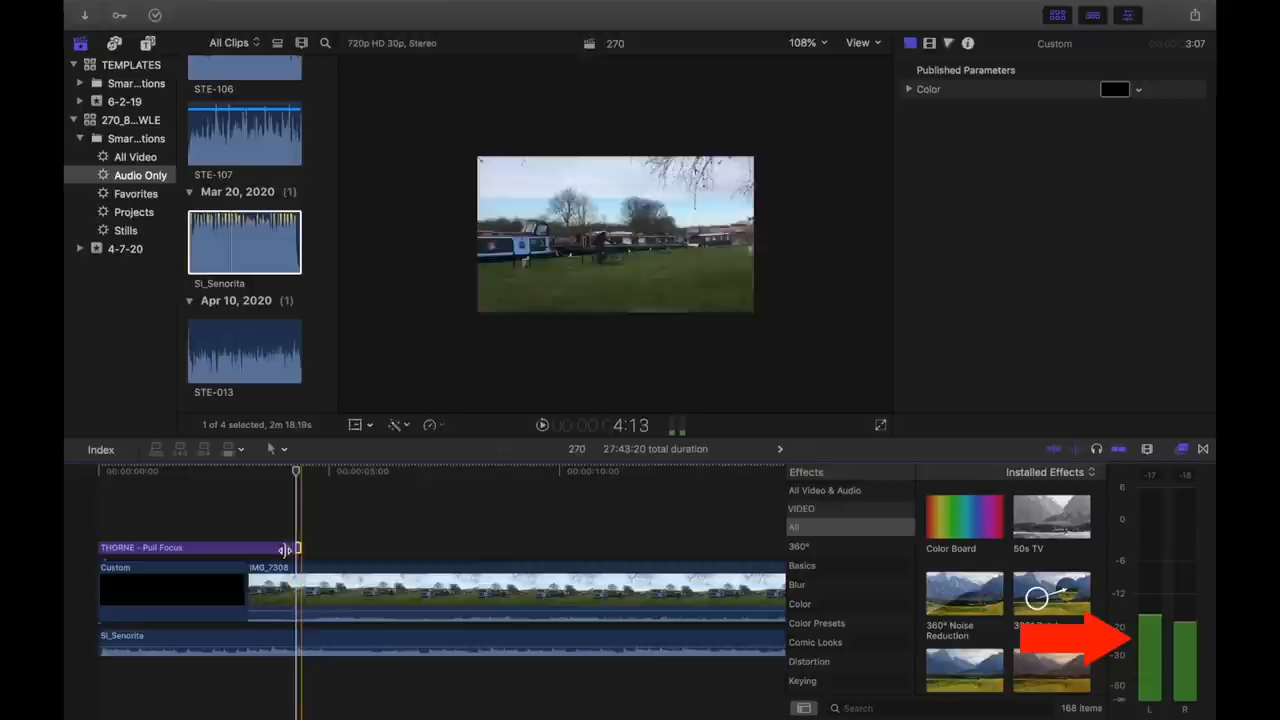 All Clips
720p HD 30p, Stereo
270
108%
View
Custom
3:07
TEMPLATES
Smar...tions
6-2-19
270_8...WLE
Smar...tions
All Video
Audio Only
Favorites
Projects
Stills
4-7-20
STE-106
STE-107
Mar 20, 2020 (1)
Si_Senorita
Apr 10, 2020 (1)
STE-013
1 of 4 selected, 2m 18.19s
Published Parameters
Color
4:13
Index
270
27:43:20 total duration
00:00:00:00
00:00:05:00
00:00:10:00
THORNE - Pull Focus
Custom
IMG_7308
Si_Senorita
Effects
Installed Effects
All Video & Audio
VIDEO
All
360°
Basics
Blur
Color
Color Presets
Comic Looks
Distortion
Keying
Color Board
50s TV
360° Noise
Reduction
Search
168 items
-17 -18
6
0
-6
-12
-20
-30
-∞
L R